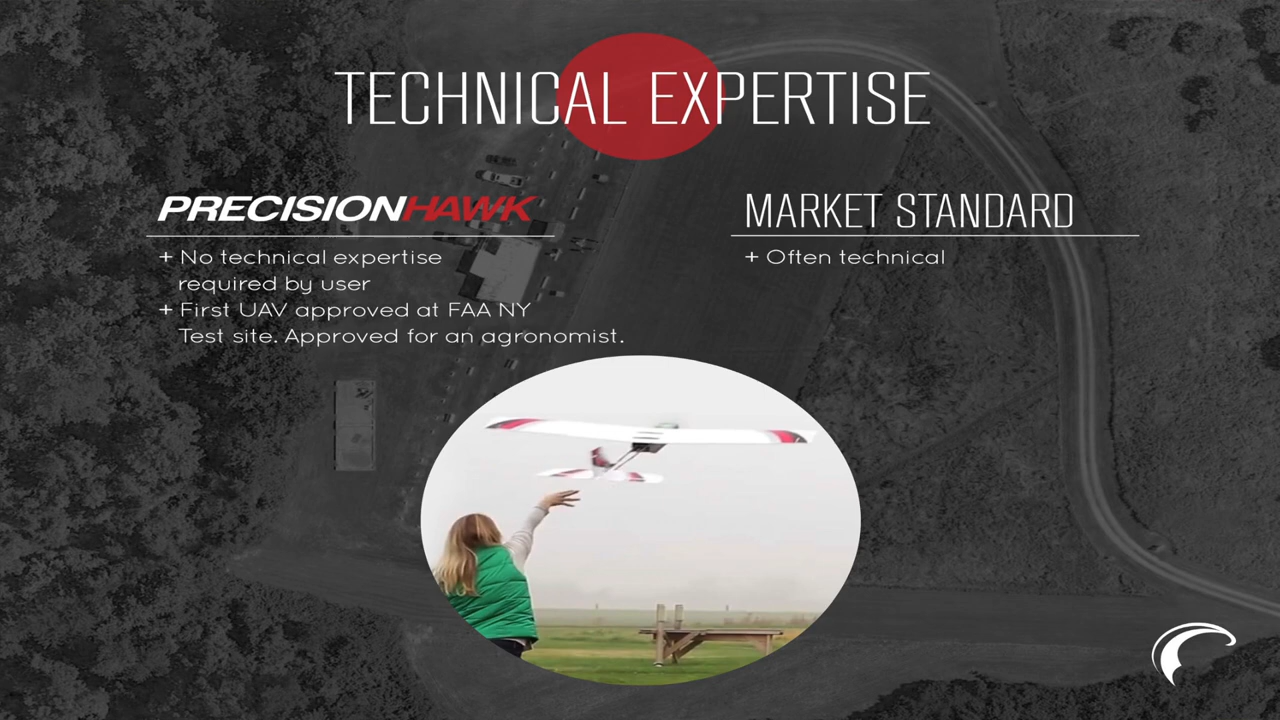 TECHNICAL EXPERTISE
PRECISIONHAWK
+ No technical expertise
required by user
+ First UAV approved at FAA NY
Test site. Approved for an agronomist.
MARKET STANDARD
+ Often technical